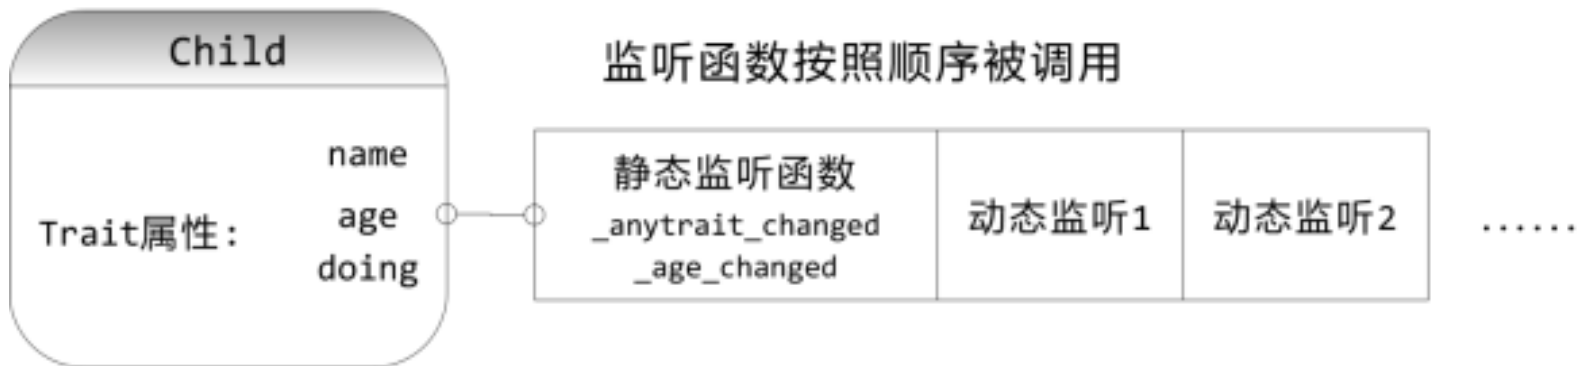 Child
监听函数按照顺序被调用
Trait属性:
name
age
doing
静态监听函数
_anytrait_changed
_age_changed
动态监听1
动态监听2
......